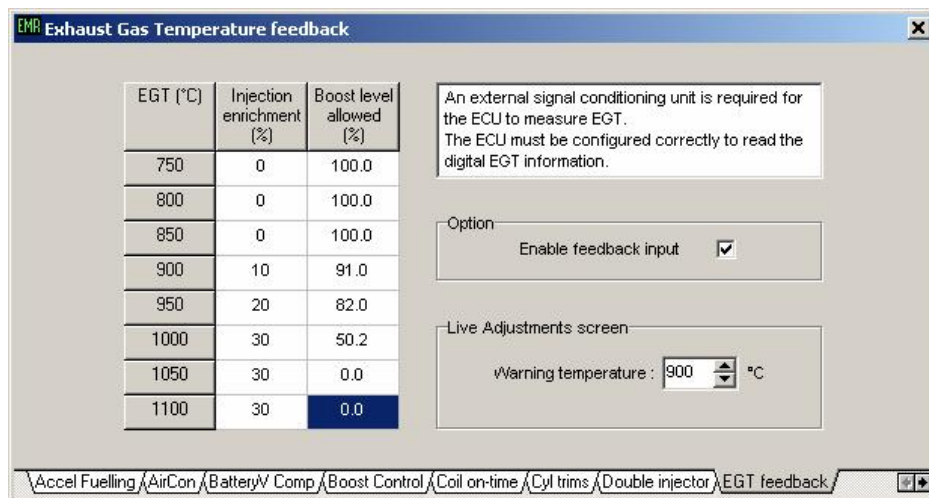 EMR Exhaust Gas Temperature feedback
EGT (°C) Injection enrichment (%) Boost level allowed (%)
750 0 100.0
800 0 100.0
850 0 100.0
900 10 91.0
950 20 82.0
1000 30 50.2
1050 30 0.0
1100 30 0.0
An external signal conditioning unit is required for
the ECU to measure EGT.
The ECU must be configured correctly to read the
digital EGT information.
Option
Enable feedback input
Live Adjustments screen
Warning temperature : 900 °C
Accel Fuelling AirCon BatteryV Comp Boost Control Coil on-time Cyl trims Double injector EGT feedback